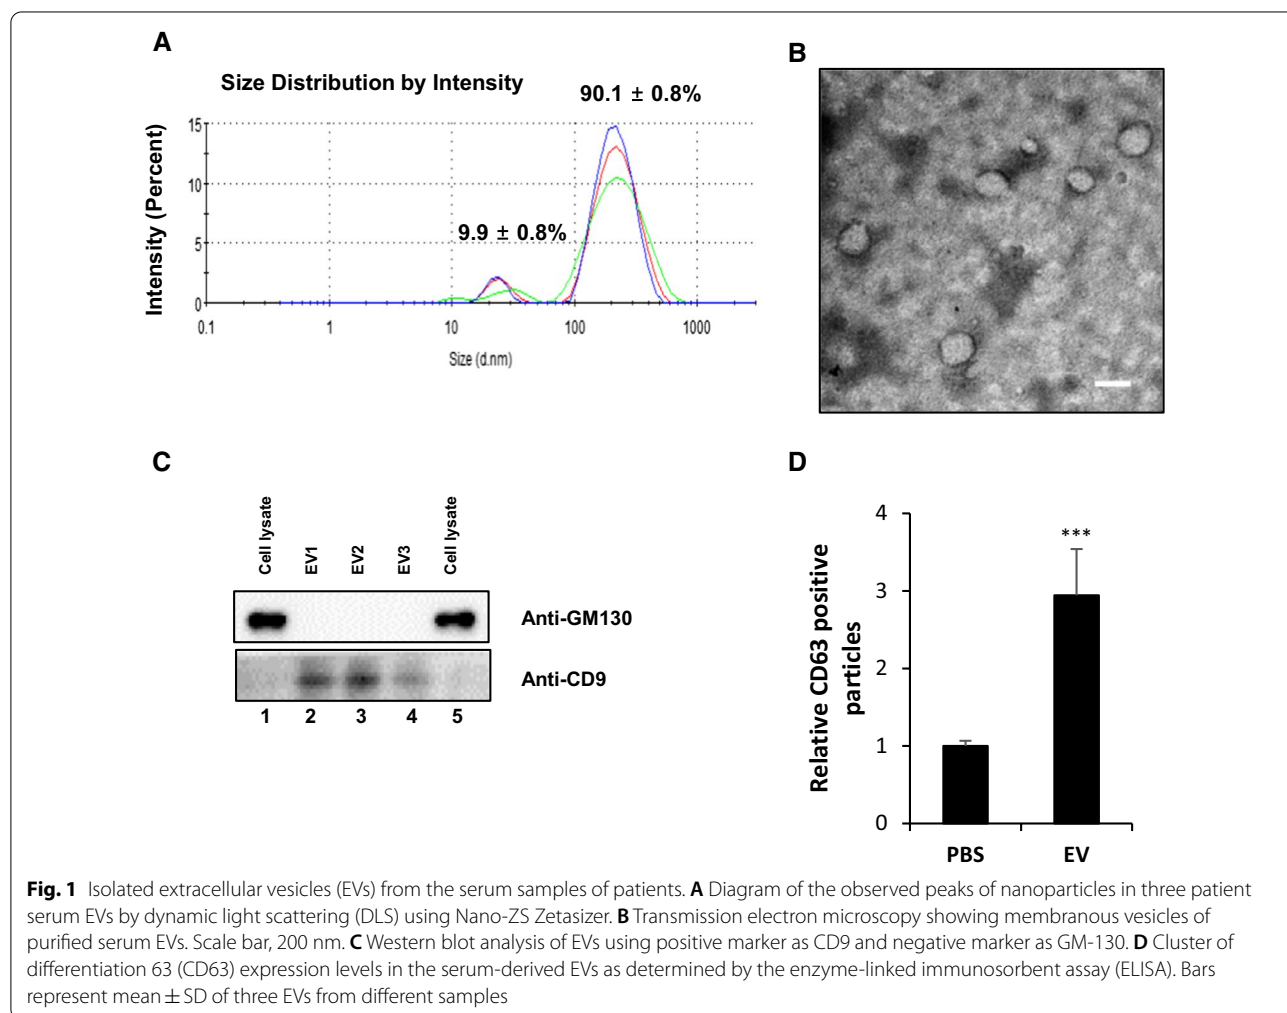 A
Size Distribution by Intensity
90.1 ± 0.8%
9.9 ± 0.8%
Intensity (Percent)
15
10
5
0
0.1 1 10 100 1000
Size (d.nm)
B
C
Cell lysate EV1 EV2 EV3 Cell lysate
Anti-GM130
Anti-CD9
1 2 3 4 5
D
Relative CD63 positive
particles
4
3
2
1
0
***
PBS EV
Fig. 1 Isolated extracellular vesicles (EVs) from the serum samples of patients. A Diagram of the observed peaks of nanoparticles in three patient
serum EVs by dynamic light scattering (DLS) using Nano-ZS Zetasizer. B Transmission electron microscopy showing membranous vesicles of
purified serum EVs. Scale bar, 200 nm. C Western blot analysis of EVs using positive marker as CD9 and negative marker as GM-130. D Cluster of
differentiation 63 (CD63) expression levels in the serum-derived EVs as determined by the enzyme-linked immunosorbent assay (ELISA). Bars
represent mean ± SD of three EVs from different samples